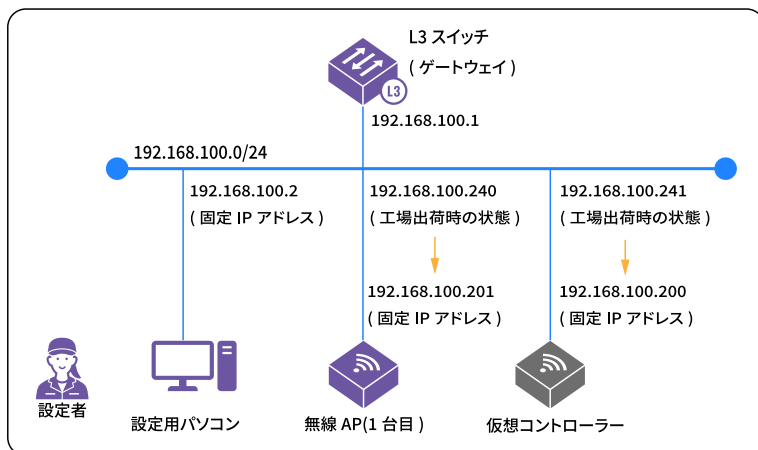 L3 スイッチ
( ゲートウェイ )
L3
192.168.100.1
192.168.100.0/24
192.168.100.2
( 固定 IP アドレス )
192.168.100.240
( 工場出荷時の状態 )
192.168.100.241
( 工場出荷時の状態 )
192.168.100.201
( 固定 IP アドレス )
192.168.100.200
( 固定 IP アドレス )
設定者
設定用パソコン
無線 AP(1 台目 )
仮想コントローラー